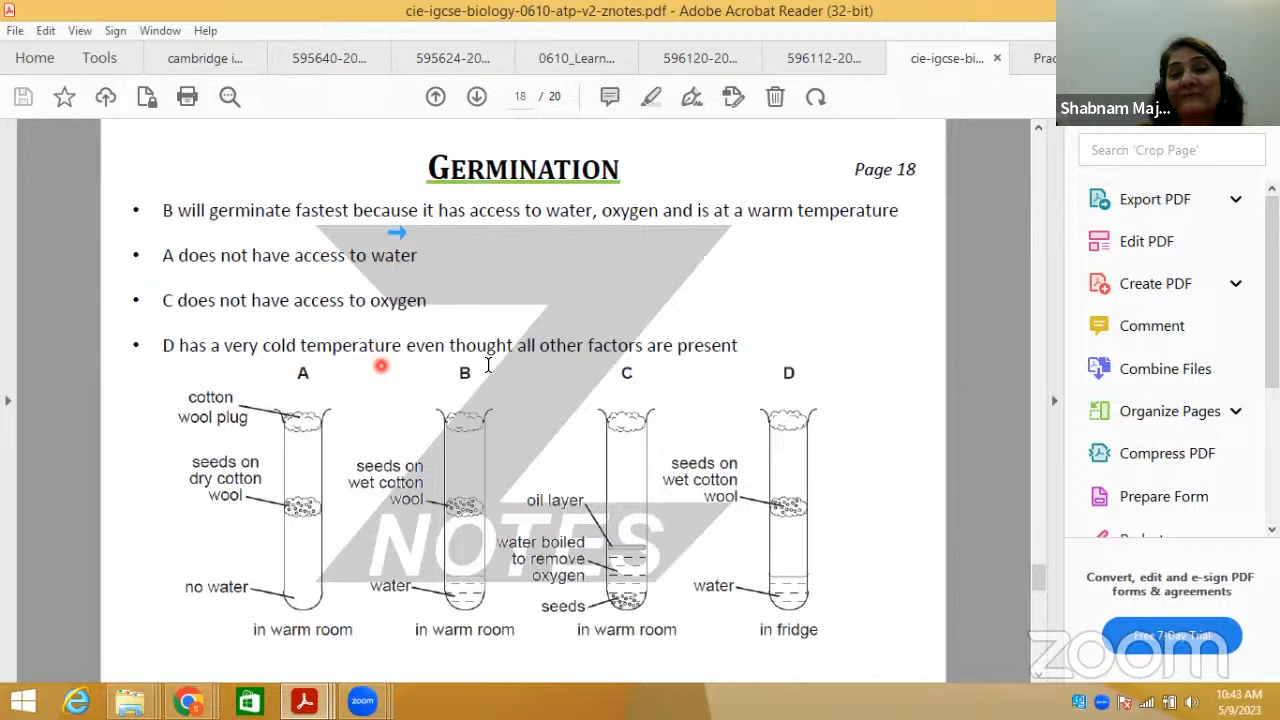 cie-igcse-biology-0610-atp-v2-znotes.pdf - Adobe Acrobat Reader (32-bit)
File Edit View Sign Window Help
Home Tools cambridge i... 595640-20... 595624-20... 0610_Learn... 596120-20... 596112-20... cie-igcse-bi... × Prac
18 / 20
Shabnam Maj...
Search 'Crop Page'
GERMINATION
Page 18
• B will germinate fastest because it has access to water, oxygen and is at a warm temperature
• A does not have access to water
• C does not have access to oxygen
• D has a very cold temperature even thought all other factors are present
A B C D
cotton
wool plug
seeds on
dry cotton
wool
no water
in warm room
seeds on
wet cotton
wool
water
in warm room
oil layer
water boiled
to remove
oxygen
seeds
in warm room
seeds on
wet cotton
wool
water
in fridge
Z
NOTES
Export PDF
Edit PDF
Create PDF
Comment
Combine Files
Organize Pages
Compress PDF
Prepare Form
Convert, edit and e-sign PDF
forms & agreements
Free 7-Day Trial
zoom
zoom
10:43 AM
5/9/2023